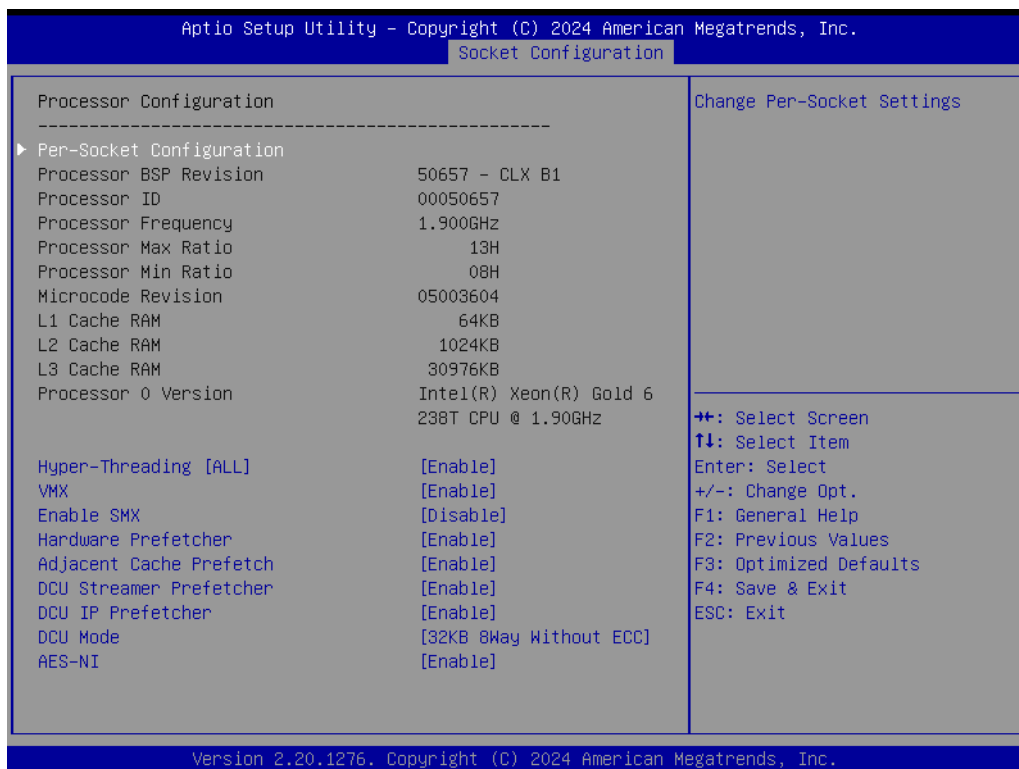 Aptio Setup Utility – Copyright (C) 2024 American Megatrends, Inc.
Socket Configuration
Processor Configuration
--------------------------------------------------
Per-Socket Configuration
Processor BSP Revision 50657 - CLX B1
Processor ID 00050657
Processor Frequency 1.900GHz
Processor Max Ratio 13H
Processor Min Ratio 08H
Microcode Revision 05003604
L1 Cache RAM 64KB
L2 Cache RAM 1024KB
L3 Cache RAM 30976KB
Processor 0 Version Intel(R) Xeon(R) Gold 6
238T CPU @ 1.90GHz
Hyper-Threading [ALL] [Enable]
VMX [Enable]
Enable SMX [Disable]
Hardware Prefetcher [Enable]
Adjacent Cache Prefetch [Enable]
DCU Streamer Prefetcher [Enable]
DCU IP Prefetcher [Enable]
DCU Mode [32KB 8Way Without ECC]
AES-NI [Enable]
Change Per-Socket Settings
→←: Select Screen
↑↓: Select Item
Enter: Select
+/-: Change Opt.
F1: General Help
F2: Previous Values
F3: Optimized Defaults
F4: Save & Exit
ESC: Exit
Version 2.20.1276. Copyright (C) 2024 American Megatrends, Inc.